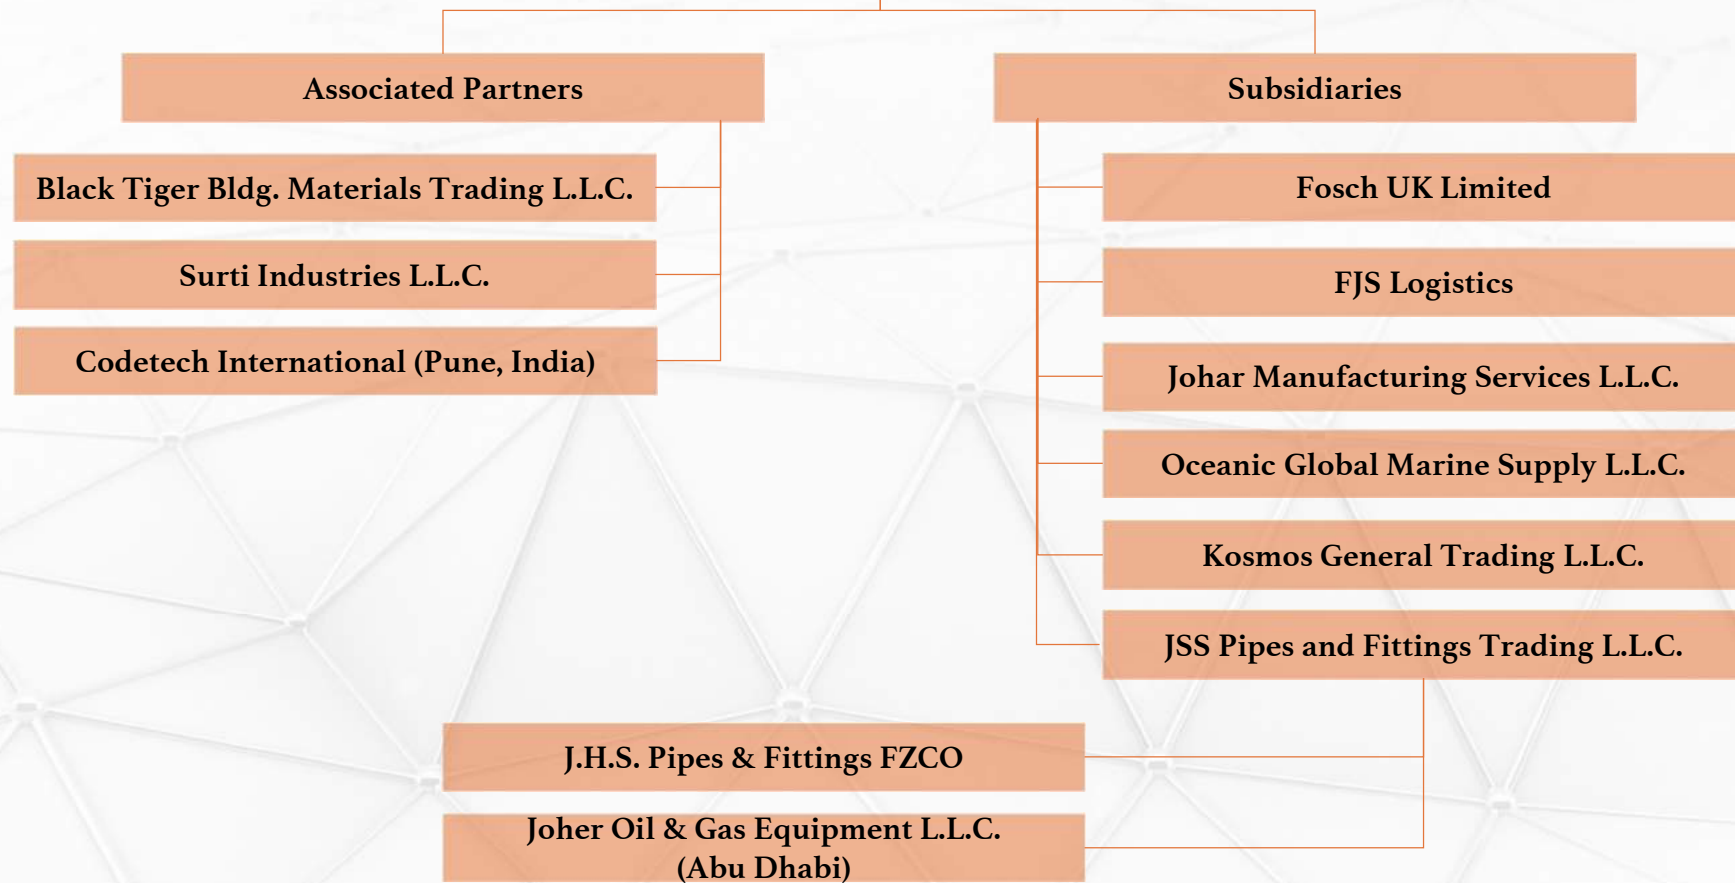 Associated Partners
Black Tiger Bldg. Materials Trading L.L.C.
Surti Industries L.L.C.
Codetech International (Pune, India)
Subsidiaries
Fosch UK Limited
FJS Logistics
Johar Manufacturing Services L.L.C.
Oceanic Global Marine Supply L.L.C.
Kosmos General Trading L.L.C.
JSS Pipes and Fittings Trading L.L.C.
J.H.S. Pipes & Fittings FZCO
Joher Oil & Gas Equipment L.L.C.
(Abu Dhabi)